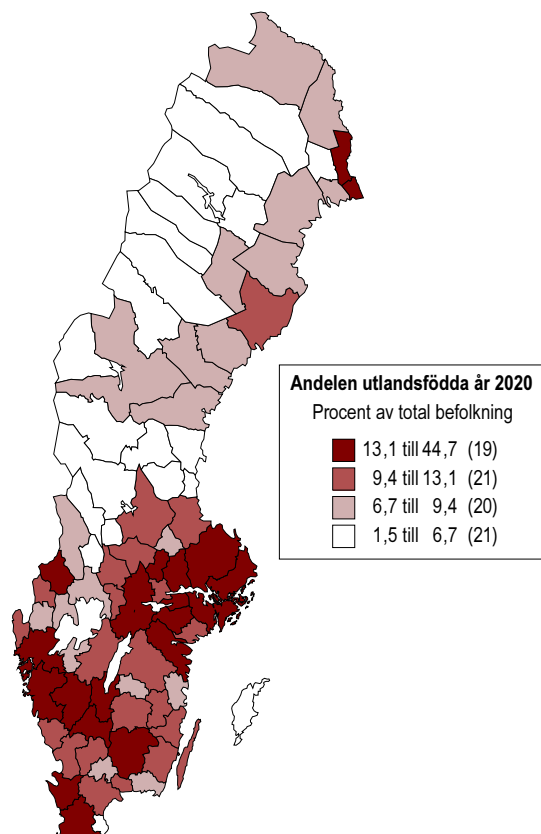 Andelen utlandsfödda år 2020
Procent av total befolkning
13,1 till 44,7 (19)
9,4 till 13,1 (21)
6,7 till 9,4 (20)
1,5 till 6,7 (21)